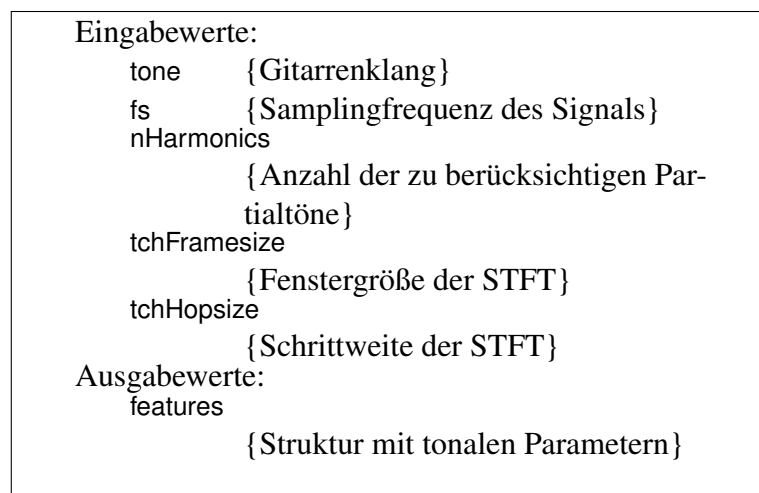 Eingabewerte:
tone {Gitarrenklang}
fs {Samplingfrequenz des Signals}
nHarmonics
{Anzahl der zu berücksichtigen Par-
tialtöne}
tchFramesize
{Fenstergröße der STFT}
tchHopsize
{Schrittweite der STFT}
Ausgabewerte:
features
{Struktur mit tonalen Parametern}